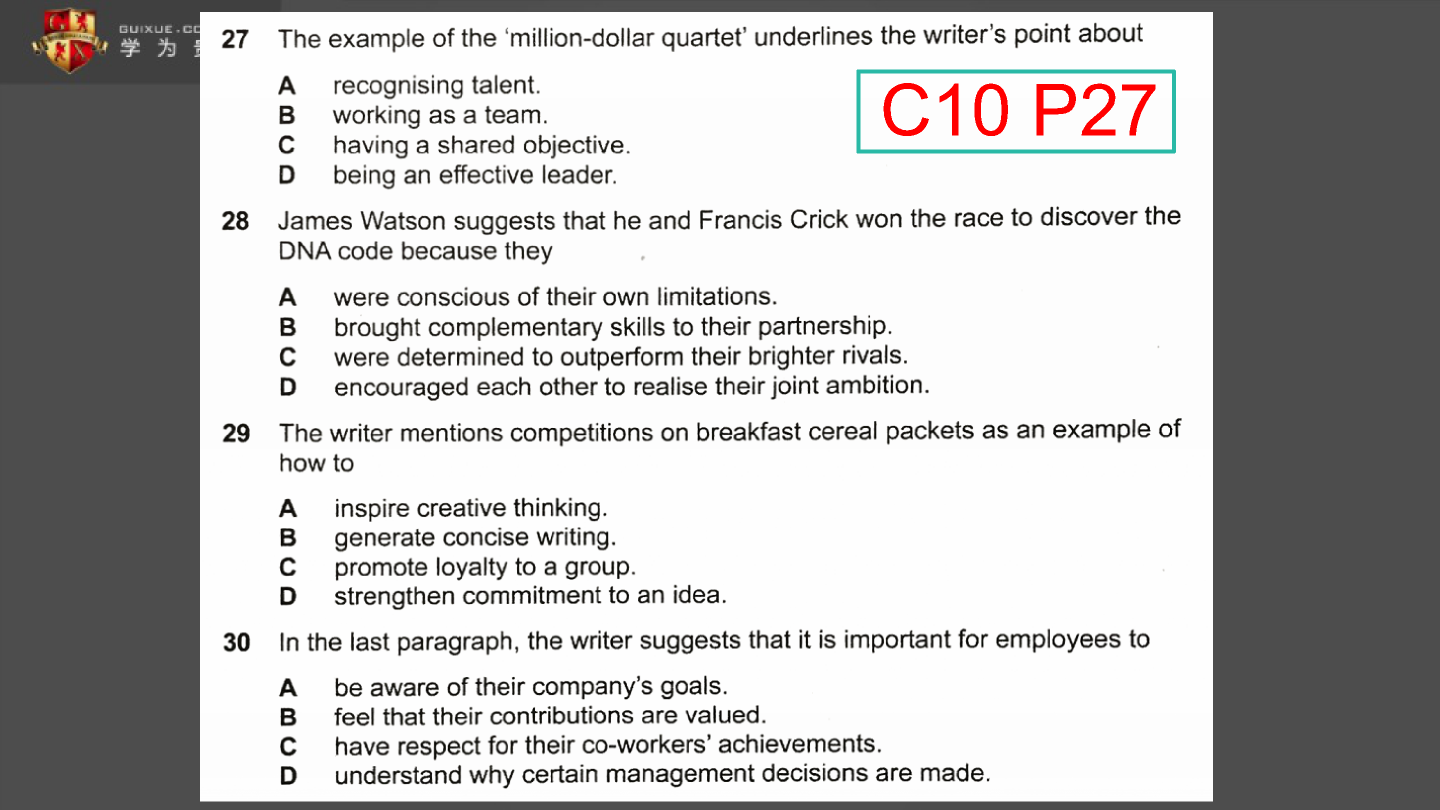 GUIXUE.CO
学 为
27 The example of the ‘million-dollar quartet’ underlines the writer’s point about
A recognising talent.
B working as a team.
C having a shared objective.
D being an effective leader.
C10 P27
28 James Watson suggests that he and Francis Crick won the race to discover the
DNA code because they
A were conscious of their own limitations.
B brought complementary skills to their partnership.
C were determined to outperform their brighter rivals.
D encouraged each other to realise their joint ambition.
29 The writer mentions competitions on breakfast cereal packets as an example of
how to
A inspire creative thinking.
B generate concise writing.
C promote loyalty to a group.
D strengthen commitment to an idea.
30 In the last paragraph, the writer suggests that it is important for employees to
A be aware of their company’s goals.
B feel that their contributions are valued.
C have respect for their co-workers’ achievements.
D understand why certain management decisions are made.